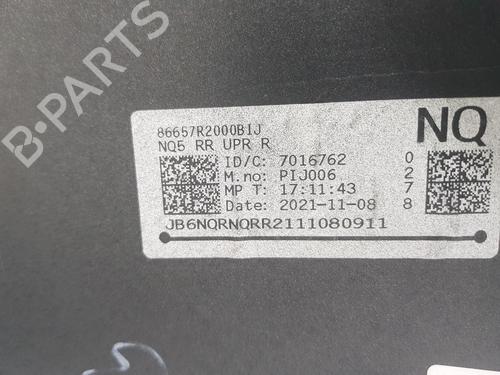 86657R2000BIJ
NQ
NQ5 RR UPR R
ID/C: 7016762 0
M.no: PIJ006 2
MP T: 17:11:43 7
Date: 2021-11-08 8
JB6NQRNQRR2111080911